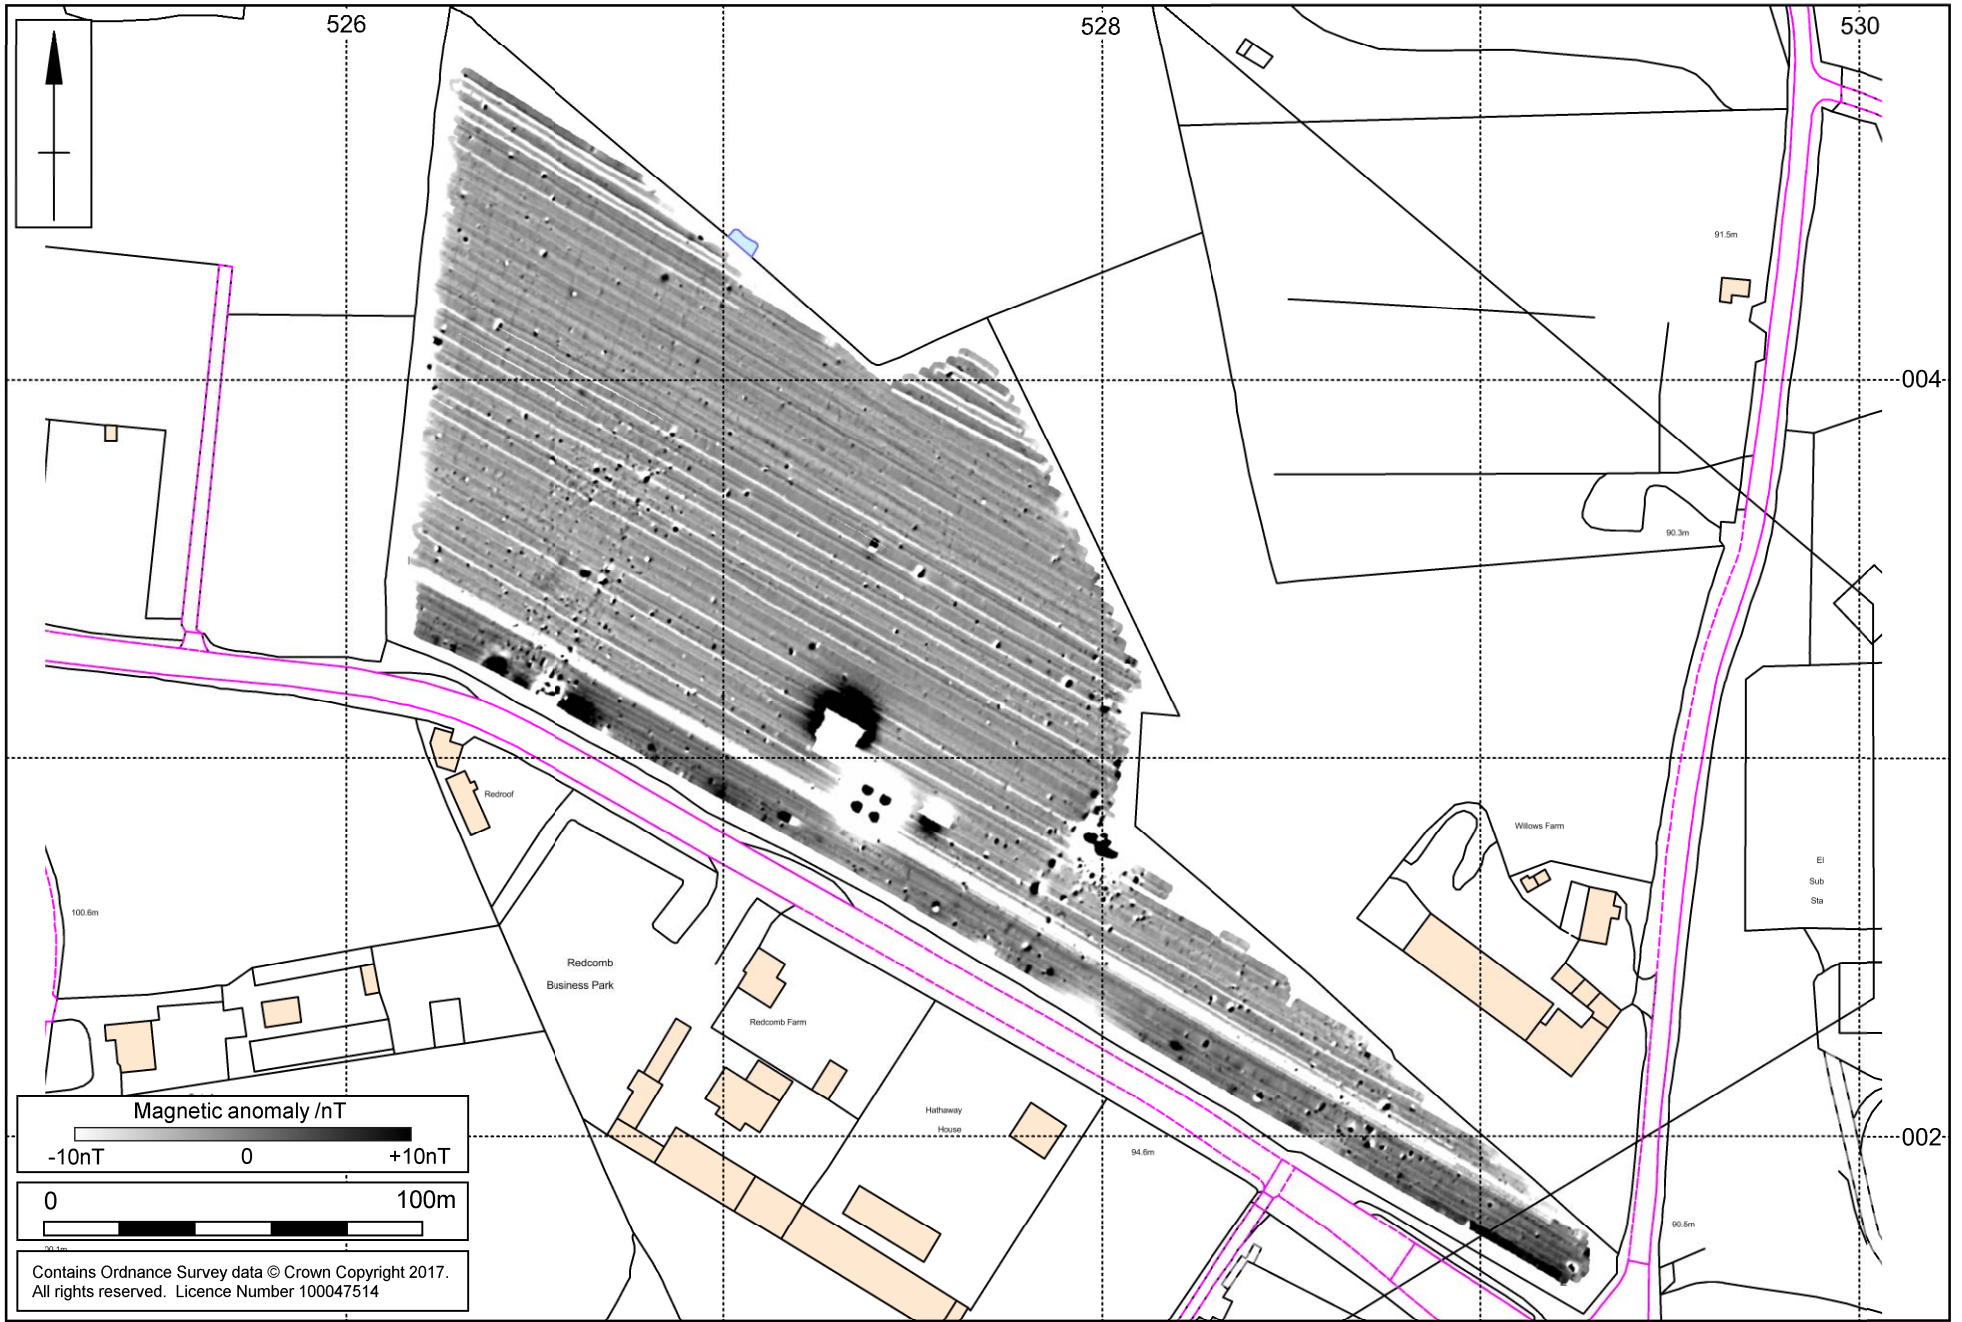 526
528
530
91.5m
004
90.3m
Redroof
Willows Farm
El
Sub
Sta
100.6m
Redcomb
Business Park
Redcomb Farm
Hathaway
House
94.6m
002
90.5m
Magnetic anomaly /nT
-10nT
0
+10nT
0
100m
Contains Ordnance Survey data © Crown Copyright 2017.
All rights reserved. Licence Number 100047514